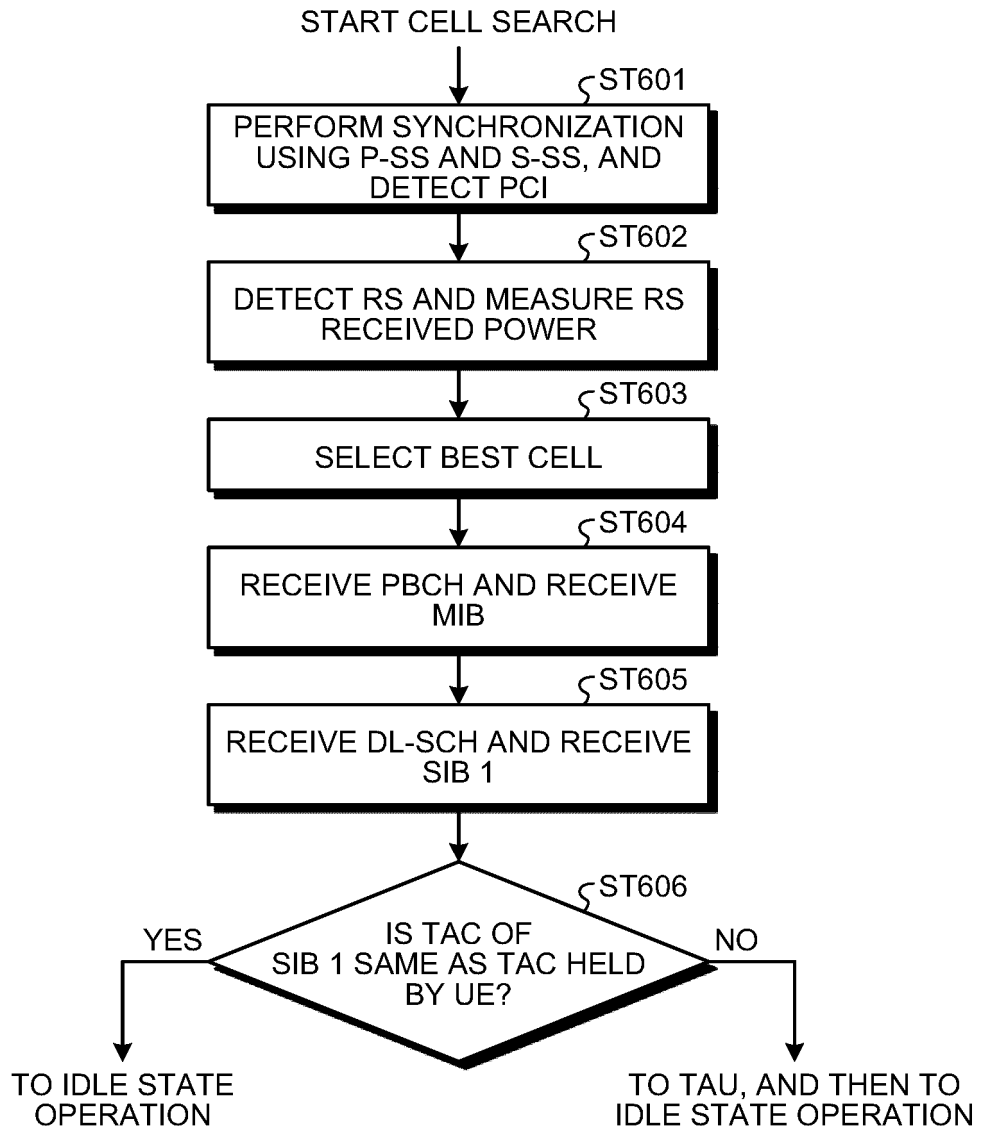 START CELL SEARCH
ST601
PERFORM SYNCHRONIZATION
USING P-SS AND S-SS, AND
DETECT PCI
ST602
DETECT RS AND MEASURE RS
RECEIVED POWER
ST603
SELECT BEST CELL
ST604
RECEIVE PBCH AND RECEIVE
MIB
ST605
RECEIVE DL-SCH AND RECEIVE
SIB 1
ST606
IS TAC OF
SIB 1 SAME AS TAC HELD
BY UE?
YES
NO
TO IDLE STATE
OPERATION
TO TAU, AND THEN TO
IDLE STATE OPERATION